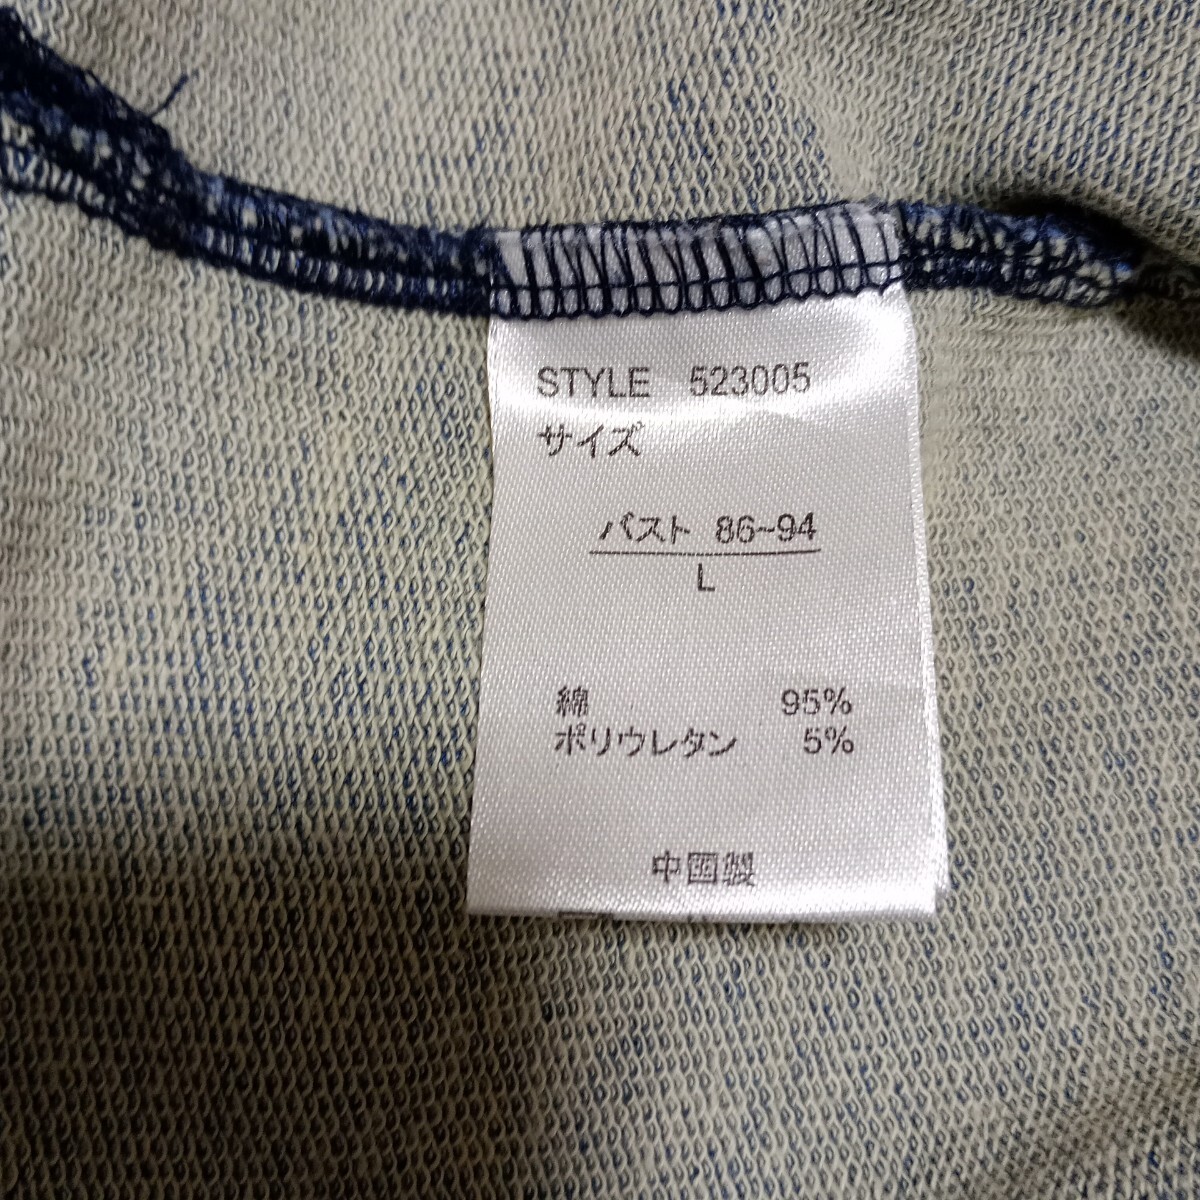 STYLE 523005
サイズ
バスト 86~94
L
綿 95%
ポリウレタン 5%
中国製